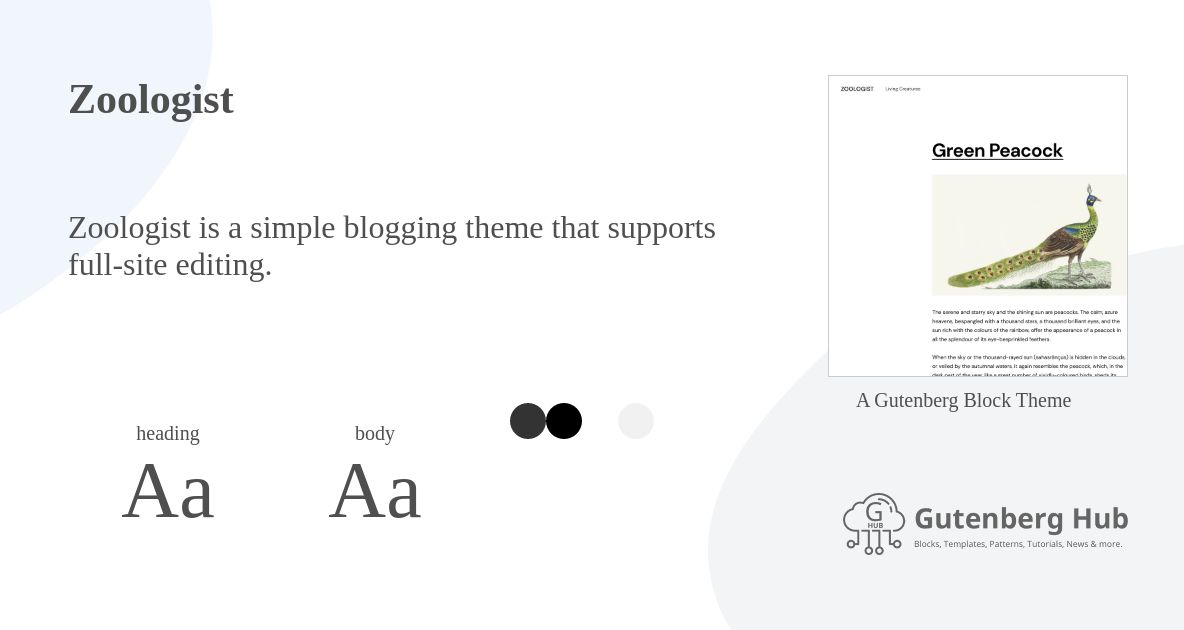 Zoologist
Zoologist is a simple blogging theme that supports
full-site editing.
heading
Aa
body
Aa
ZOOLOGIST Living Creatures
Green Peacock
The serene and starry sky and the shining sun are peacocks. The calm, azure
heavens, bespangled with a thousand stars, a thousand brilliant eyes, and the
sun rich with the colours of the rainbow, offer the appearance of a peacock in
all the splendour of its eye-besprinkled feathers.
When the sky or the thousand-rayed sun (sahasrânçus) is hidden in the clouds,
or veiled by the autumnal waters, it again resembles the peacock, which, in the
dark part of the year, like a great number of vividly-coloured birds, sheds its
A Gutenberg Block Theme
G
HUB
Gutenberg Hub
Blocks, Templates, Patterns, Tutorials, News & more.